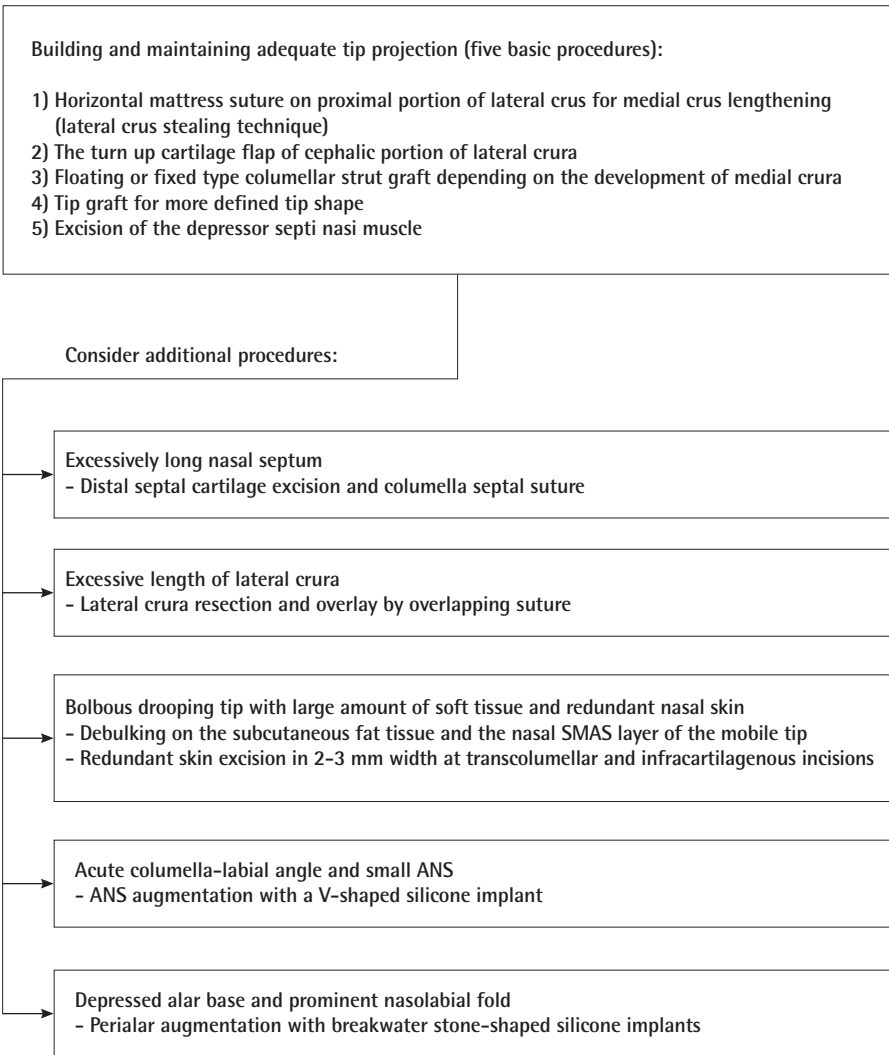 Building and maintaining adequate tip projection (five basic procedures):
1) Horizontal mattress suture on proximal portion of lateral crus for medial crus lengthening
(lateral crus stealing technique)
2) The turn up cartilage flap of cephalic portion of lateral crura
3) Floating or fixed type columellar strut graft depending on the development of medial crura
4) Tip graft for more defined tip shape
5) Excision of the depressor septi nasi muscle
Consider additional procedures:
Excessively long nasal septum
- Distal septal cartilage excision and columella septal suture
Excessive length of lateral crura
- Lateral crura resection and overlay by overlapping suture
Bolbous drooping tip with large amount of soft tissue and redundant nasal skin
- Debulking on the subcutaneous fat tissue and the nasal SMAS layer of the mobile tip
- Redundant skin excision in 2-3 mm width at transcolumellar and infracartilagenous incisions
Acute columella-labial angle and small ANS
- ANS augmentation with a V-shaped silicone implant
Depressed alar base and prominent nasolabial fold
- Perialar augmentation with breakwater stone-shaped silicone implants